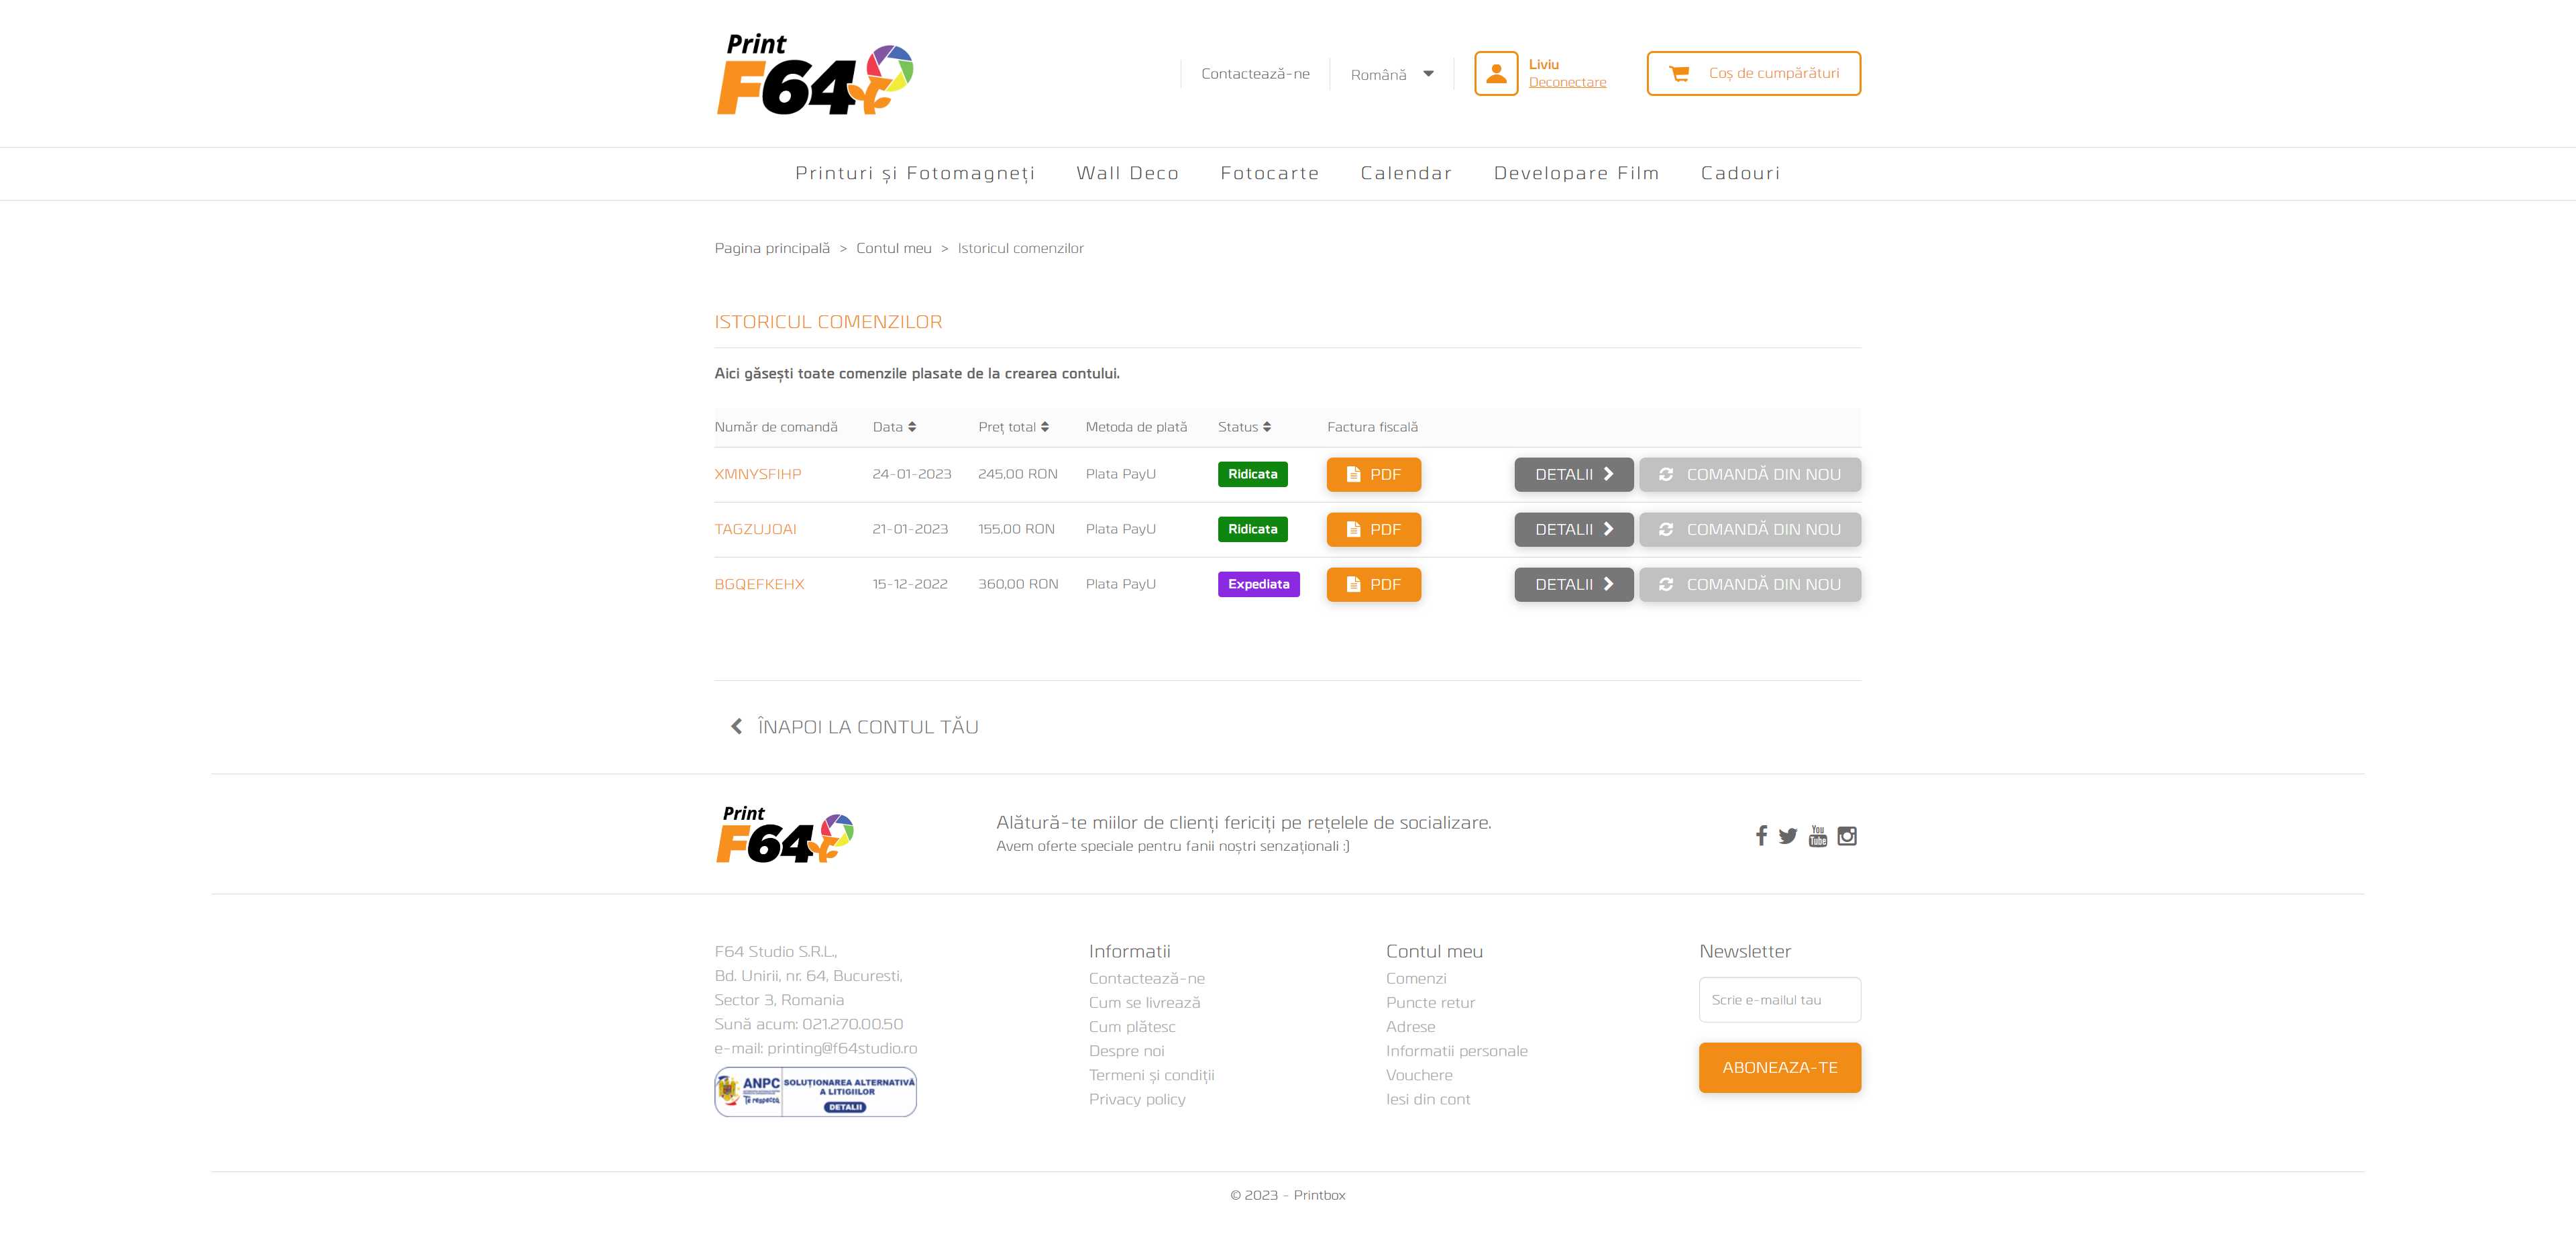 Print
F64
Contactează-ne
Română
Liviu
Deconectare
Coș de cumpărături
Printuri și Fotomagneți Wall Deco Fotocarte Calendar Developare Film Cadouri
Pagina principală > Contul meu > Istoricul comenzilor
ISTORICUL COMENZILOR
Aici găsești toate comenzile plasate de la crearea contului.
Număr de comandă Data Preț total Metoda de plată Status Factura fiscală
XMNYSFIHP 24-01-2023 245,00 RON Plata PayU Ridicata PDF DETALII COMANDĂ DIN NOU
TAGZUJOAI 21-01-2023 155,00 RON Plata PayU Ridicata PDF DETALII COMANDĂ DIN NOU
BGQEFKEHX 15-12-2022 360,00 RON Plata PayU Expediata PDF DETALII COMANDĂ DIN NOU
ÎNAPOI LA CONTUL TĂU
Print
F64
Alătură-te miilor de clienți fericiți pe rețelele de socializare.
Avem oferte speciale pentru fanii noștri senzaționali :)
You
Tube
F64 Studio S.R.L.,
Bd. Unirii, nr. 64, Bucuresti,
Sector 3, Romania
Sună acum: 021.270.00.50
e-mail: printing@f64studio.ro
ANPC
Te respectă
SOLUȚIONAREA ALTERNATIVĂ
A LITIGIILOR
DETALII
Informatii
Contactează-ne
Cum se livrează
Cum plătesc
Despre noi
Termeni și condiții
Privacy policy
Contul meu
Comenzi
Puncte retur
Adrese
Informatii personale
Vouchere
Iesi din cont
Newsletter
Scrie e-mailul tau
ABONEAZA-TE
© 2023 - Printbox